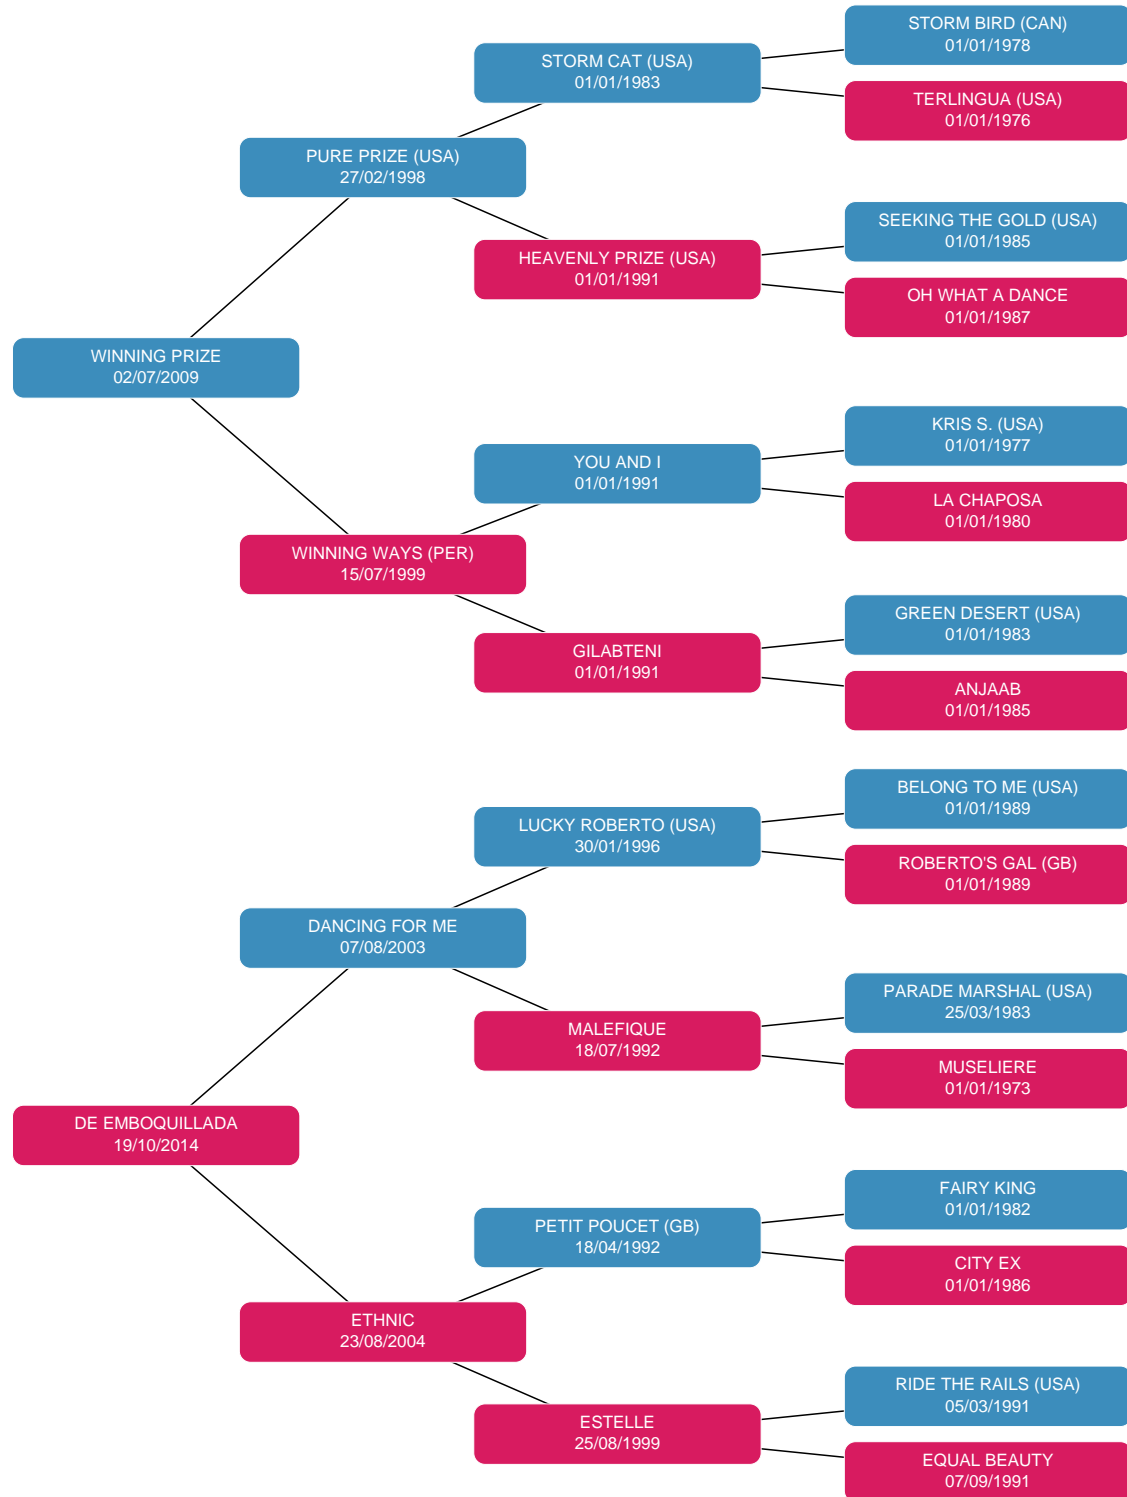 STORM BIRD (CAN)
01/01/1978
STORM CAT (USA)
01/01/1983
TERLINGUA (USA)
01/01/1976
PURE PRIZE (USA)
27/02/1998
SEEKING THE GOLD (USA)
01/01/1985
HEAVENLY PRIZE (USA)
01/01/1991
OH WHAT A DANCE
01/01/1987
WINNING PRIZE
02/07/2009
KRIS S. (USA)
01/01/1977
YOU AND I
01/01/1991
LA CHAPOSA
01/01/1980
WINNING WAYS (PER)
15/07/1999
GREEN DESERT (USA)
01/01/1983
GILABTENI
01/01/1991
ANJAAB
01/01/1985
BELONG TO ME (USA)
01/01/1989
LUCKY ROBERTO (USA)
30/01/1996
ROBERTO'S GAL (GB)
01/01/1989
DANCING FOR ME
07/08/2003
PARADE MARSHAL (USA)
25/03/1983
MALEFIQUE
18/07/1992
MUSELIERE
01/01/1973
DE EMBOQUILLADA
19/10/2014
FAIRY KING
01/01/1982
PETIT POUCET (GB)
18/04/1992
CITY EX
01/01/1986
ETHNIC
23/08/2004
RIDE THE RAILS (USA)
05/03/1991
ESTELLE
25/08/1999
EQUAL BEAUTY
07/09/1991